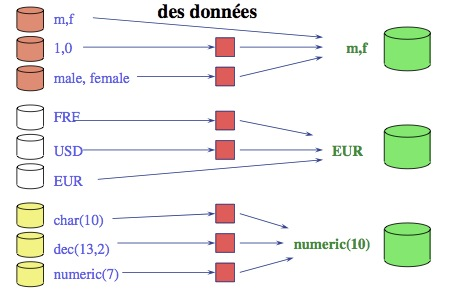 des données
m,f
1,0
male, female
m,f
FRF
USD
EUR
EUR
char(10)
dec(13,2)
numeric(7)
numeric(10)